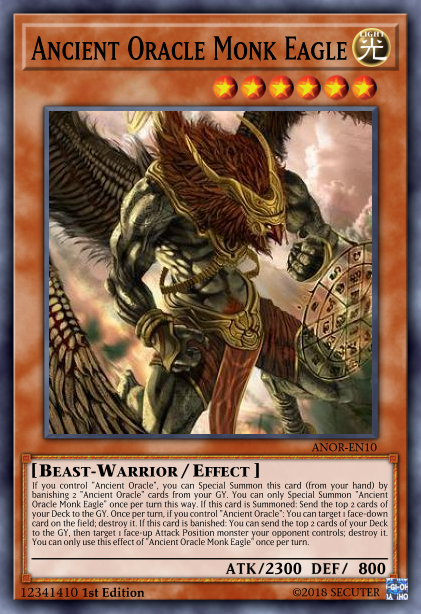 ANCIENT ORACLE MONK EAGLE
LIGHT
光
ANOR-EN10
[BEAST-WARRIOR/EFFECT]
If you control "Ancient Oracle", you can Special Summon this card (from your hand) by
banishing 2 "Ancient Oracle" cards from your GY. You can only Special Summon "Ancient
Oracle Monk Eagle" once per turn this way. If this card is Summoned: Send the top 2 cards of
your Deck to the GY. Once per turn, if you control "Ancient Oracle": You can target 1 face-down
card on the field; destroy it. If this card is banished: You can send the top 2 cards of your Deck
to the GY, then target 1 face-up Attack Position monster your opponent controls; destroy it.
You can only use this effect of "Ancient Oracle Monk Eagle" once per turn.
ATK/2300 DEF/ 800
12341410 1st Edition ©2018 SECUTER